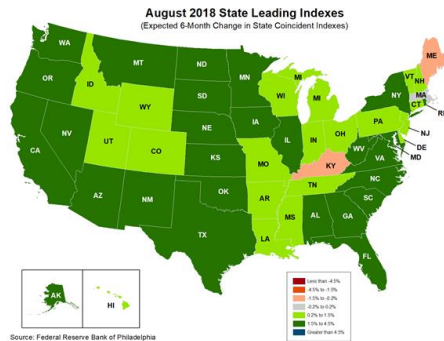 August 2018 State Leading Indexes
(Expected 6-Month Change in State Coincident Indexes)
WA
MT
ND
MN
ME
OR
ID
SD
WI
MI
MI
NY
VT
NH
MA
CT
RI
WY
NE
IA
IL
IN
OH
PA
NJ
DE
MD
NV
UT
CO
KS
MO
KY
WV
VA
CA
AZ
NM
OK
AR
TN
NC
SC
TX
LA
MS
AL
GA
FL
AK
HI
Less than -4.5%
-4.5% to -1.5%
-1.5% to -0.2%
-0.2% to 0.2%
0.2% to 1.5%
1.5% to 4.5%
Greater than 4.5%
Source: Federal Reserve Bank of Philadelphia